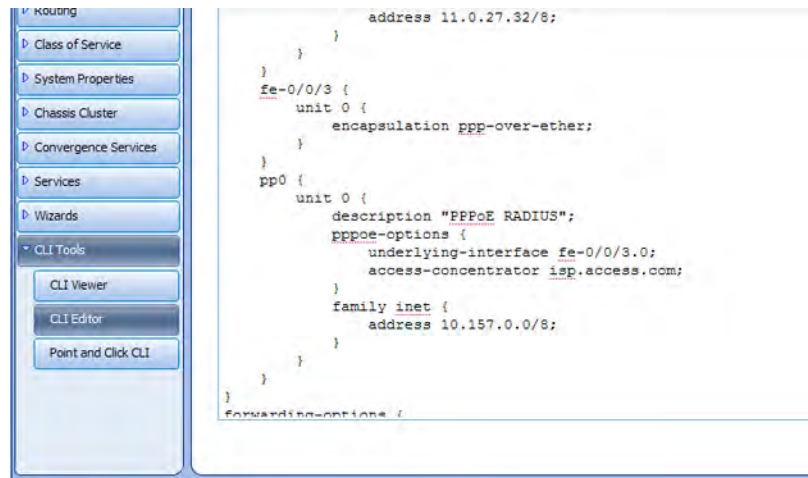 Routing
Class of Service
System Properties
Chassis Cluster
Convergence Services
Services
Wizards
CLI Tools
CLI Viewer
CLI Editor
Point and Click CLI
address 11.0.27.32/8;
}
}
}
fe-0/0/3 {
unit 0 {
encapsulation ppp-over-ether;
}
}
pp0 {
unit 0 {
description "PPPoE RADIUS";
pppoe-options {
underlying-interface fe-0/0/3.0;
access-concentrator isp.access.com;
}
family inet {
address 10.157.0.0/8;
}
}
}
}
forwarding-options {